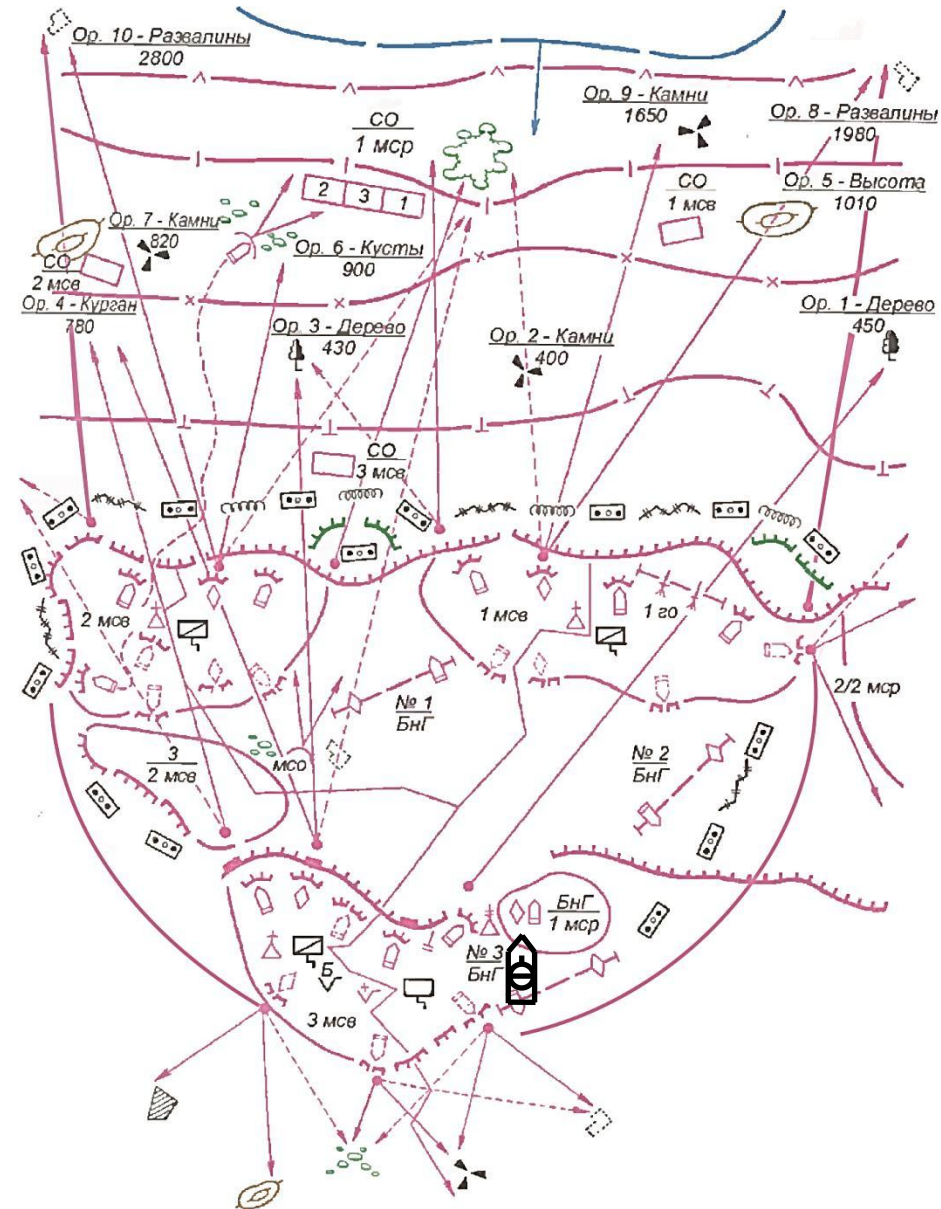 Ор. 10 - Развалины
2800
Ор. 9 - Камни
1650
Ор. 8 - Развалины
1980
СО
1 мср
2 3 1
СО
1 мсв
Ор. 5 - Высота
1010
Ор. 7 - Камни
820
Ор. 6 - Кусты
900
СО
2 мсв
Ор. 4 - Курган
780
Ор. 3 - Дерево
430
Ор. 2 - Камни
400
Ор. 1 - Дерево
450
СО
3 мсв
2 мсв
1 мсв
1 го
2/2 мср
№ 1
БнГ
№ 2
БнГ
3
2 мсв
мсо
БнГ
1 мср
№ 3
БнГ
Б
3 мсв